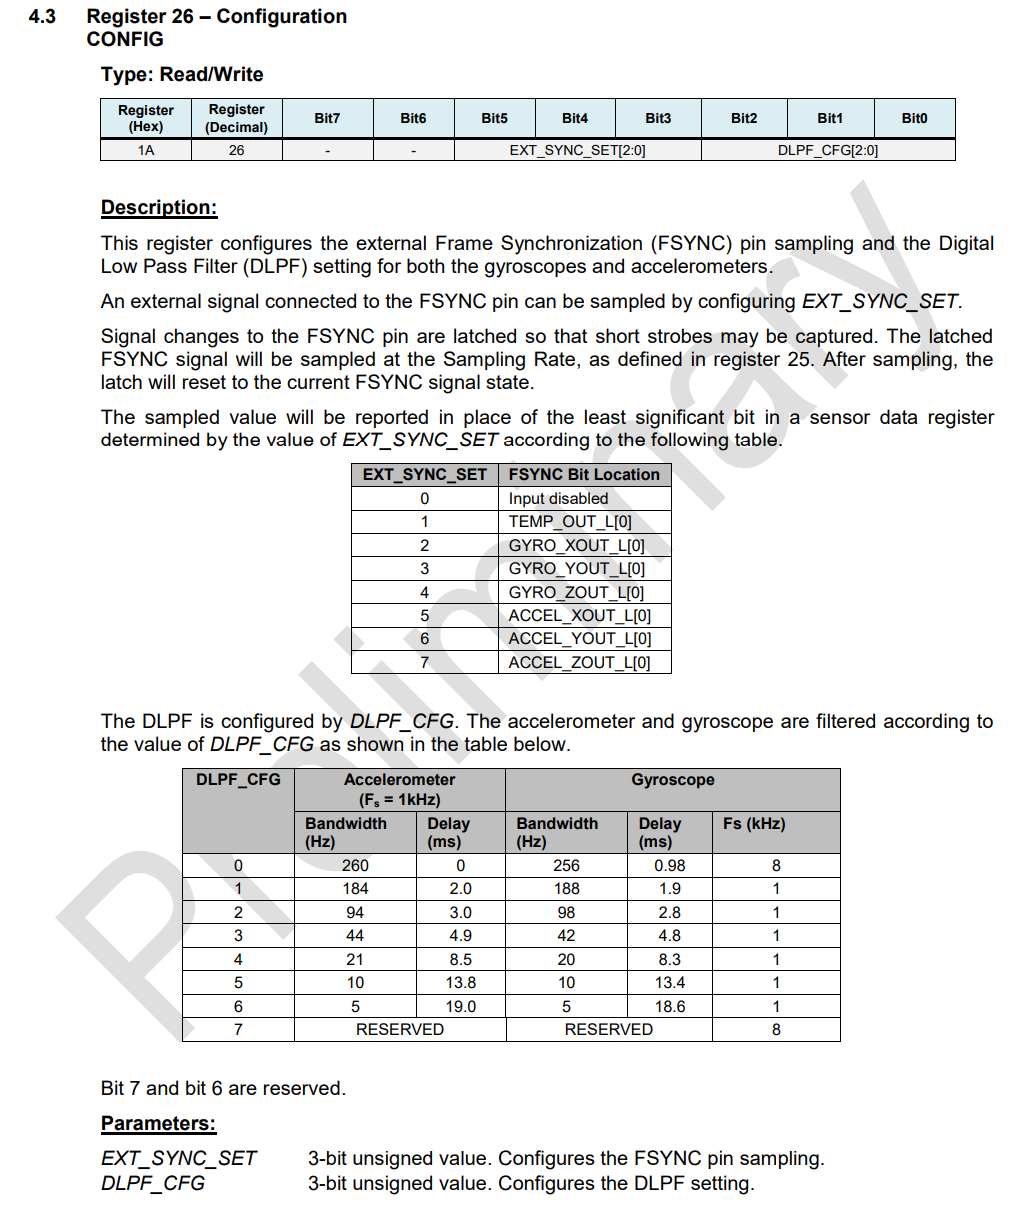 4.3 Register 26 – Configuration
CONFIG
Type: Read/Write
Register (Hex) Register (Decimal) Bit7 Bit6 Bit5 Bit4 Bit3 Bit2 Bit1 Bit0
1A 26 - - EXT_SYNC_SET[2:0] DLPF_CFG[2:0]
Description:
This register configures the external Frame Synchronization (FSYNC) pin sampling and the Digital
Low Pass Filter (DLPF) setting for both the gyroscopes and accelerometers.
An external signal connected to the FSYNC pin can be sampled by configuring EXT_SYNC_SET.
Signal changes to the FSYNC pin are latched so that short strobes may be captured. The latched
FSYNC signal will be sampled at the Sampling Rate, as defined in register 25. After sampling, the
latch will reset to the current FSYNC signal state.
The sampled value will be reported in place of the least significant bit in a sensor data register
determined by the value of EXT_SYNC_SET according to the following table.
EXT_SYNC_SET FSYNC Bit Location
0 Input disabled
1 TEMP_OUT_L[0]
2 GYRO_XOUT_L[0]
3 GYRO_YOUT_L[0]
4 GYRO_ZOUT_L[0]
5 ACCEL_XOUT_L[0]
6 ACCEL_YOUT_L[0]
7 ACCEL_ZOUT_L[0]
The DLPF is configured by DLPF_CFG. The accelerometer and gyroscope are filtered according to
the value of DLPF_CFG as shown in the table below.
DLPF_CFG Accelerometer (Fs = 1kHz) Gyroscope
Bandwidth (Hz) Delay (ms) Bandwidth (Hz) Delay (ms) Fs (kHz)
0 260 0 256 0.98 8
1 184 2.0 188 1.9 1
2 94 3.0 98 2.8 1
3 44 4.9 42 4.8 1
4 21 8.5 20 8.3 1
5 10 13.8 10 13.4 1
6 5 19.0 5 18.6 1
7 RESERVED RESERVED 8
Bit 7 and bit 6 are reserved.
Parameters:
EXT_SYNC_SET 3-bit unsigned value. Configures the FSYNC pin sampling.
DLPF_CFG 3-bit unsigned value. Configures the DLPF setting.
Preliminary